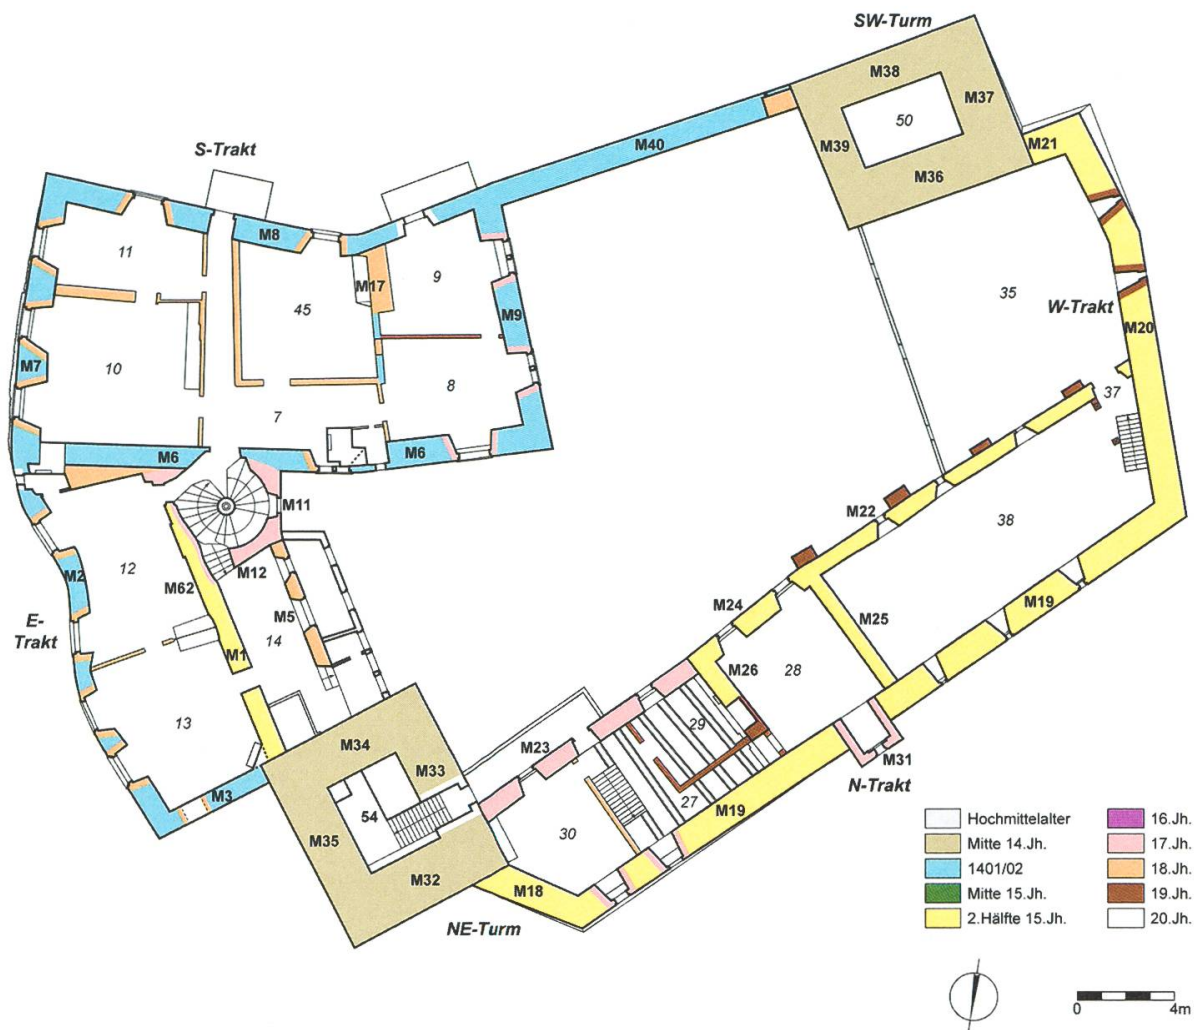 SW-Turm
M38
M37
50
M39
M36
M40
M21
S-Trakt
M8
11
9
M17
45
M9
35
W-Trakt
M20
M7
10
8
37
7
M6
M6
M11
M22
38
M2
12
M62
M12
M5
E-
Trakt
14
M1
M24
M25
M19
M26
28
13
29
M23
M31
N-Trakt
M34
M33
M3
54
27
M19
30
M35
M32
M18
NE-Turm
Hochmittelalter
Mitte 14.Jh.
1401/02
Mitte 15.Jh.
2.Hälfte 15.Jh.
16.Jh.
17.Jh.
18.Jh.
19.Jh.
20.Jh.
0 4m